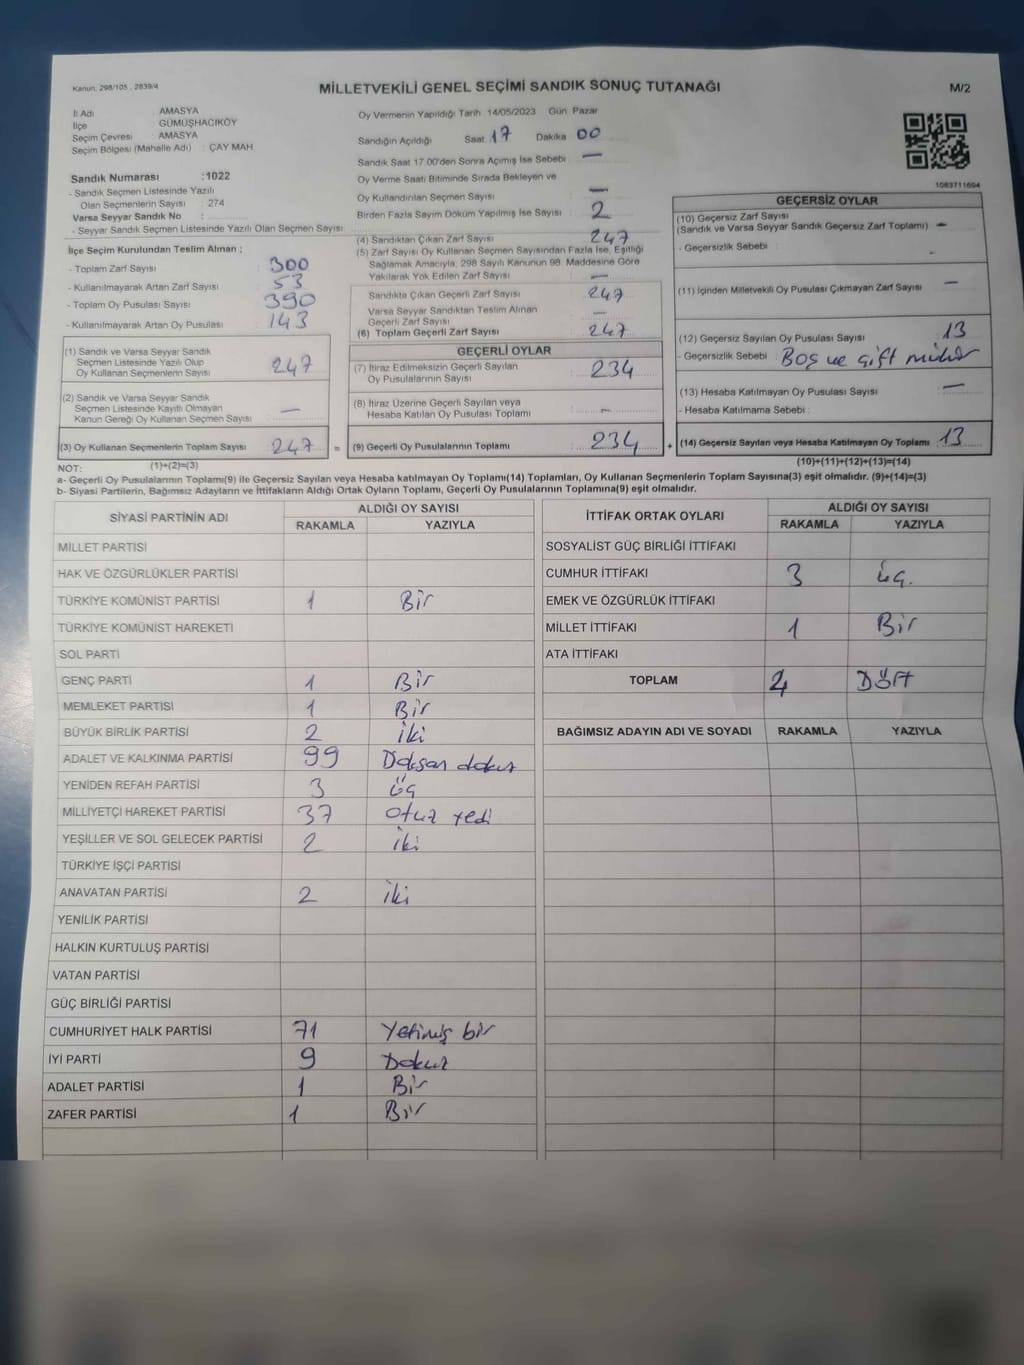 Kanun: 298/105 , 2839/4
MİLLETVEKİLİ GENEL SEÇİMİ SANDIK SONUÇ TUTANAĞI
M/2
İl Adı : AMASYA
İlçe : GÜMÜŞHACIKÖY
Seçim Çevresi : AMASYA
Seçim Bölgesi (Mahalle Adı) : ÇAY MAH.
Sandık Numarası :1022
- Sandık Seçmen Listesinde Yazılı
Olan Seçmenlerin Sayısı : 274
Varsa Seyyar Sandık No :
- Seyyar Sandık Seçmen Listesinde Yazılı Olan Seçmen Sayısı :
Oy Vermenin Yapıldığı Tarih 14/05/2023 Gün Pazar
Sandığın Açıldığı Saat 17 Dakika 00
Sandık Saat 17.00'den Sonra Açımış İse Sebebi —
Oy Verme Saati Bitiminde Sırada Bekleyen ve
Oy Kullandırılan Seçmen Sayısı —
Birden Fazla Sayım Döküm Yapılmış İse Sayısı 2
1083711694
İlçe Seçim Kurulundan Teslim Alınan ;
- Toplam Zarf Sayısı : 300
- Kullanılmayarak Artan Zarf Sayısı : 53
- Toplam Oy Pusulası Sayısı : 390
- Kullanılmayarak Artan Oy Pusulası : 143
(1) Sandık ve Varsa Seyyar Sandık
Seçmen Listesinde Yazılı Olup
Oy Kullanan Seçmenlerin Sayısı : 247
(2) Sandık ve Varsa Seyyar Sandık
Seçmen Listesinde Kayıtlı Olmayan
Kanun Gereği Oy Kullanan Seçmen Sayısı : —
(3) Oy Kullanan Seçmenlerin Toplam Sayısı : 247 =
(4) Sandıktan Çıkan Zarf Sayısı : 247
(5) Zarf Sayısı Oy Kullanan Seçmen Sayısından Fazla İse, Eşitliği
Sağlamak Amacıyla, 298 Sayılı Kanunun 98. Maddesine Göre
Yakılarak Yok Edilen Zarf Sayısı : —
Sandıkta Çıkan Geçerli Zarf Sayısı : 247
Varsa Seyyar Sandıktan Teslim Alınan
Geçerli Zarf Sayısı : —
(6) Toplam Geçerli Zarf Sayısı : 247
GEÇERLİ OYLAR
(7) İtiraz Edilmeksizin Geçerli Sayılan
Oy Pusulalarının Sayısı : 234
(8) İtiraz Üzerine Geçerli Sayılan veya
Hesaba Katılan Oy Pusulası Toplamı : —
(9) Geçerli Oy Pusulalarının Toplamı : 234 +
GEÇERSİZ OYLAR
(10) Geçersiz Zarf Sayısı
(Sandık ve Varsa Seyyar Sandık Geçersiz Zarf Toplamı) : —
- Geçersizlik Sebebi : -
(11) İçinden Milletvekili Oy Pusulası Çıkmayan Zarf Sayısı : —
(12) Geçersiz Sayılan Oy Pusulası Sayısı : 13
- Geçersizlik Sebebi : Boş ve çift mühür
(13) Hesaba Katılmayan Oy Pusulası Sayısı : —
- Hesaba Katılmama Sebebi :
(14) Geçersiz Sayılan veya Hesaba Katılmayan Oy Toplamı : 13
NOT: (1)+(2)=(3)
(10)+(11)+(12)+(13)=(14)
a- Geçerli Oy Pusulalarının Toplamı(9) ile Geçersiz Sayılan veya Hesaba katılmayan Oy Toplamı(14) Toplamları, Oy Kullanan Seçmenlerin Toplam Sayısına(3) eşit olmalıdır. (9)+(14)=(3)
b- Siyasi Partilerin, Bağımsız Adayların ve İttifakların Aldığı Ortak Oyların Toplamı, Geçerli Oy Pusulalarının Toplamına(9) eşit olmalıdır.
SİYASİ PARTİNİN ADI
ALDIĞI OY SAYISI
RAKAMLA YAZIYLA
MİLLET PARTİSİ
HAK VE ÖZGÜRLÜKLER PARTİSİ
TÜRKİYE KOMÜNİST PARTİSİ 1 Bir
TÜRKİYE KOMÜNİST HAREKETİ
SOL PARTİ
GENÇ PARTİ 1 Bir
MEMLEKET PARTİSİ 1 Bir
BÜYÜK BİRLİK PARTİSİ 2 iki
ADALET VE KALKINMA PARTİSİ 99 Doksan dokuz
YENİDEN REFAH PARTİSİ 3 üç
MİLLİYETÇİ HAREKET PARTİSİ 37 Otuz yedi
YEŞİLLER VE SOL GELECEK PARTİSİ 2 iki
TÜRKİYE İŞÇİ PARTİSİ
ANAVATAN PARTİSİ 2 iki
YENİLİK PARTİSİ
HALKIN KURTULUŞ PARTİSİ
VATAN PARTİSİ
GÜÇ BİRLİĞİ PARTİSİ
CUMHURİYET HALK PARTİSİ 71 Yetmiş bir
İYİ PARTİ 9 Dokuz
ADALET PARTİSİ 1 Bir
ZAFER PARTİSİ 1 Bir
İTTİFAK ORTAK OYLARI
ALDIĞI OY SAYISI
RAKAMLA YAZIYLA
SOSYALİST GÜÇ BİRLİĞİ İTTİFAKI
CUMHUR İTTİFAKI 3 üç.
EMEK VE ÖZGÜRLÜK İTTİFAKI
MİLLET İTTİFAKI 1 Bir
ATA İTTİFAKI
TOPLAM 4 Dört
BAĞIMSIZ ADAYIN ADI VE SOYADI RAKAMLA YAZIYLA